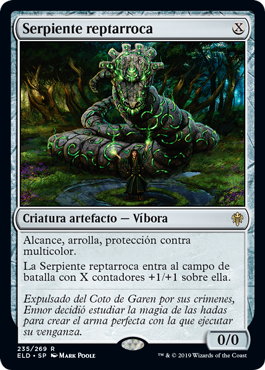 Serpiente reptarroca X
Criatura artefacto — Víbora
Alcance, arrolla, protección contra
multicolor.
La Serpiente reptarroca entra al campo de
batalla con X contadores +1/+1 sobre ella.
Expulsado del Coto de Garen por sus crímenes,
Ennor decidió estudiar la magia de las hadas
para crear el arma perfecta con la que ejecutar
su venganza.
0/0
235/269 R
ELD • SP MARK POOLE
™ & © 2019 Wizards of the Coast